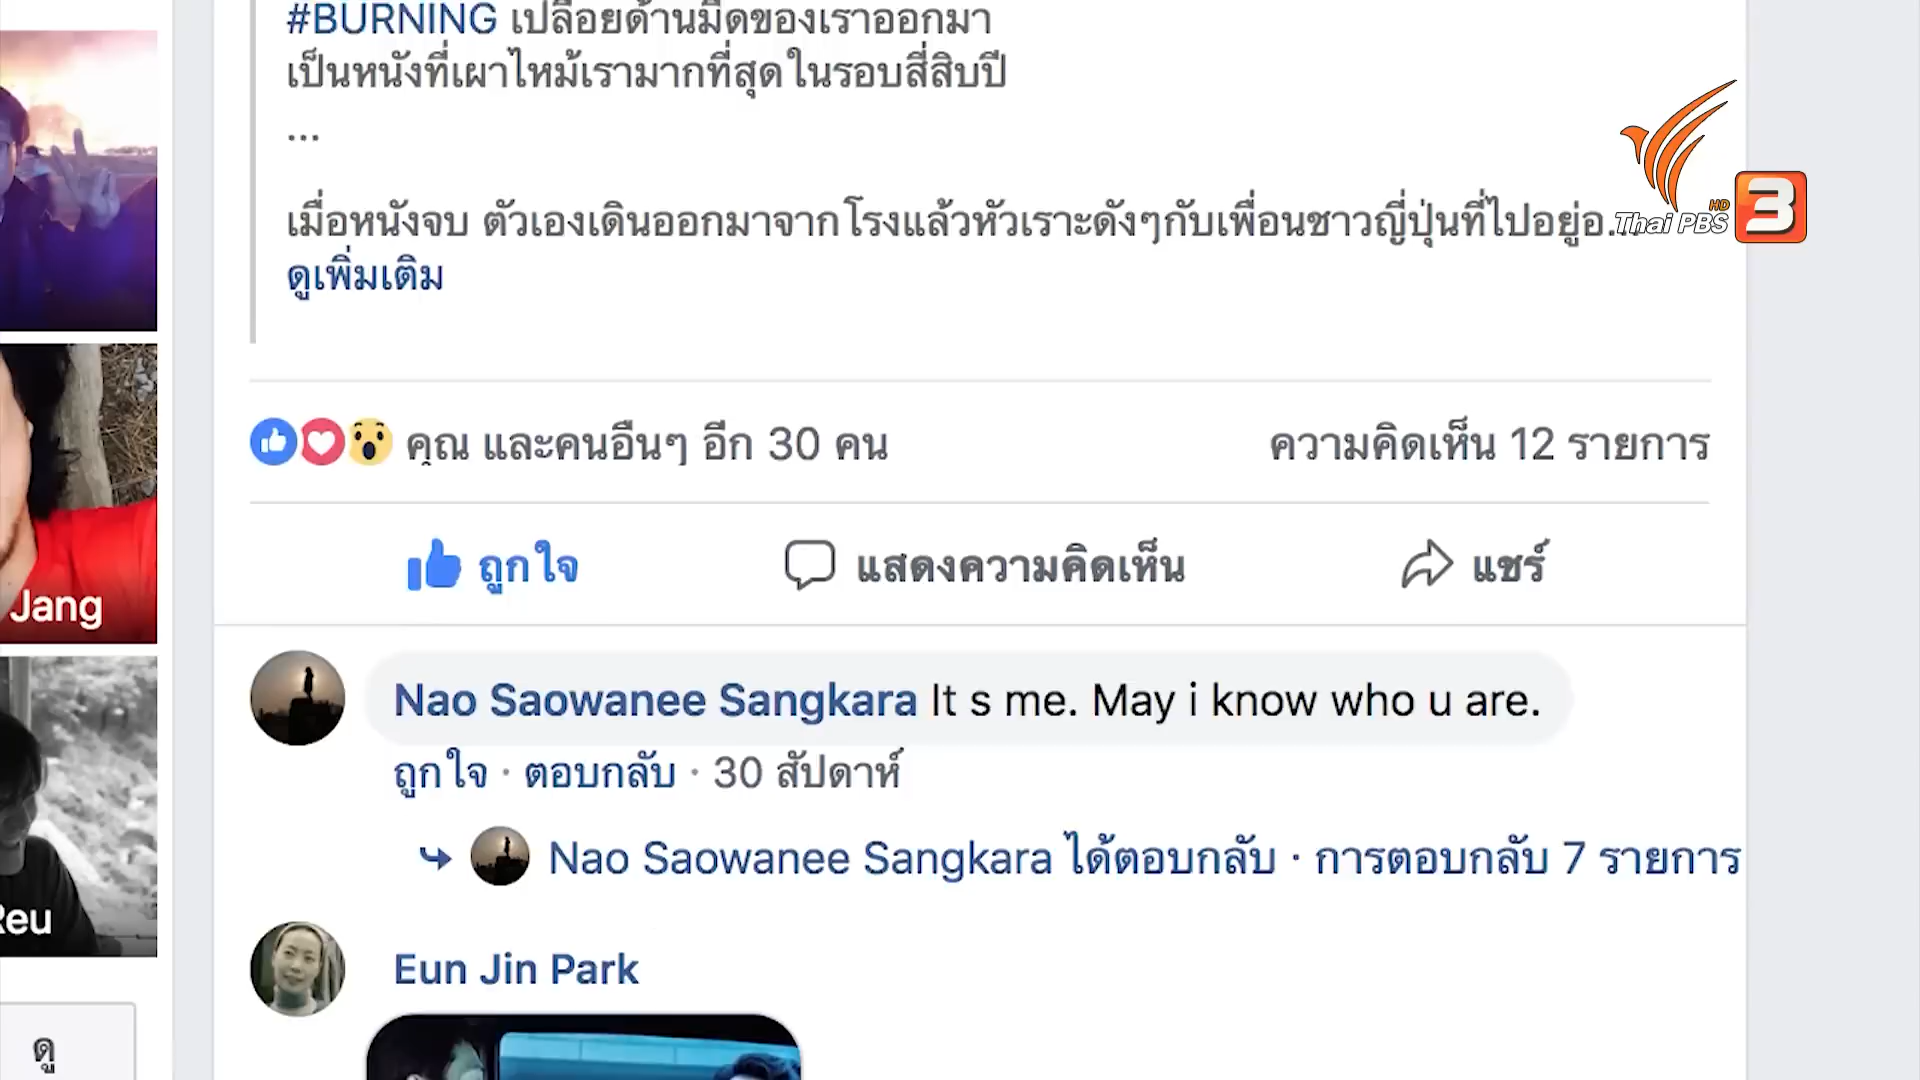 #BURNING เปลือยด้านมืดของเราออกมา
เป็นหนังที่เผาไหม้เรามากที่สุดในรอบสี่สิบปี
...
เมื่อหนังจบ ตัวเองเดินออกมาจากโรงแล้วหัวเราะดังๆกับเพื่อนชาวญี่ปุ่นที่ไปอยู่อ...
ดูเพิ่มเติม
Thai PBS HD 3
คุณ และคนอื่นๆ อีก 30 คน
ความคิดเห็น 12 รายการ
ถูกใจ
แสดงความคิดเห็น
แชร์
Jang
Nao Saowanee Sangkara It s me. May i know who u are.
ถูกใจ · ตอบกลับ · 30 สัปดาห์
Nao Saowanee Sangkara ได้ตอบกลับ · การตอบกลับ 7 รายการ
Reu
Eun Jin Park
ดู